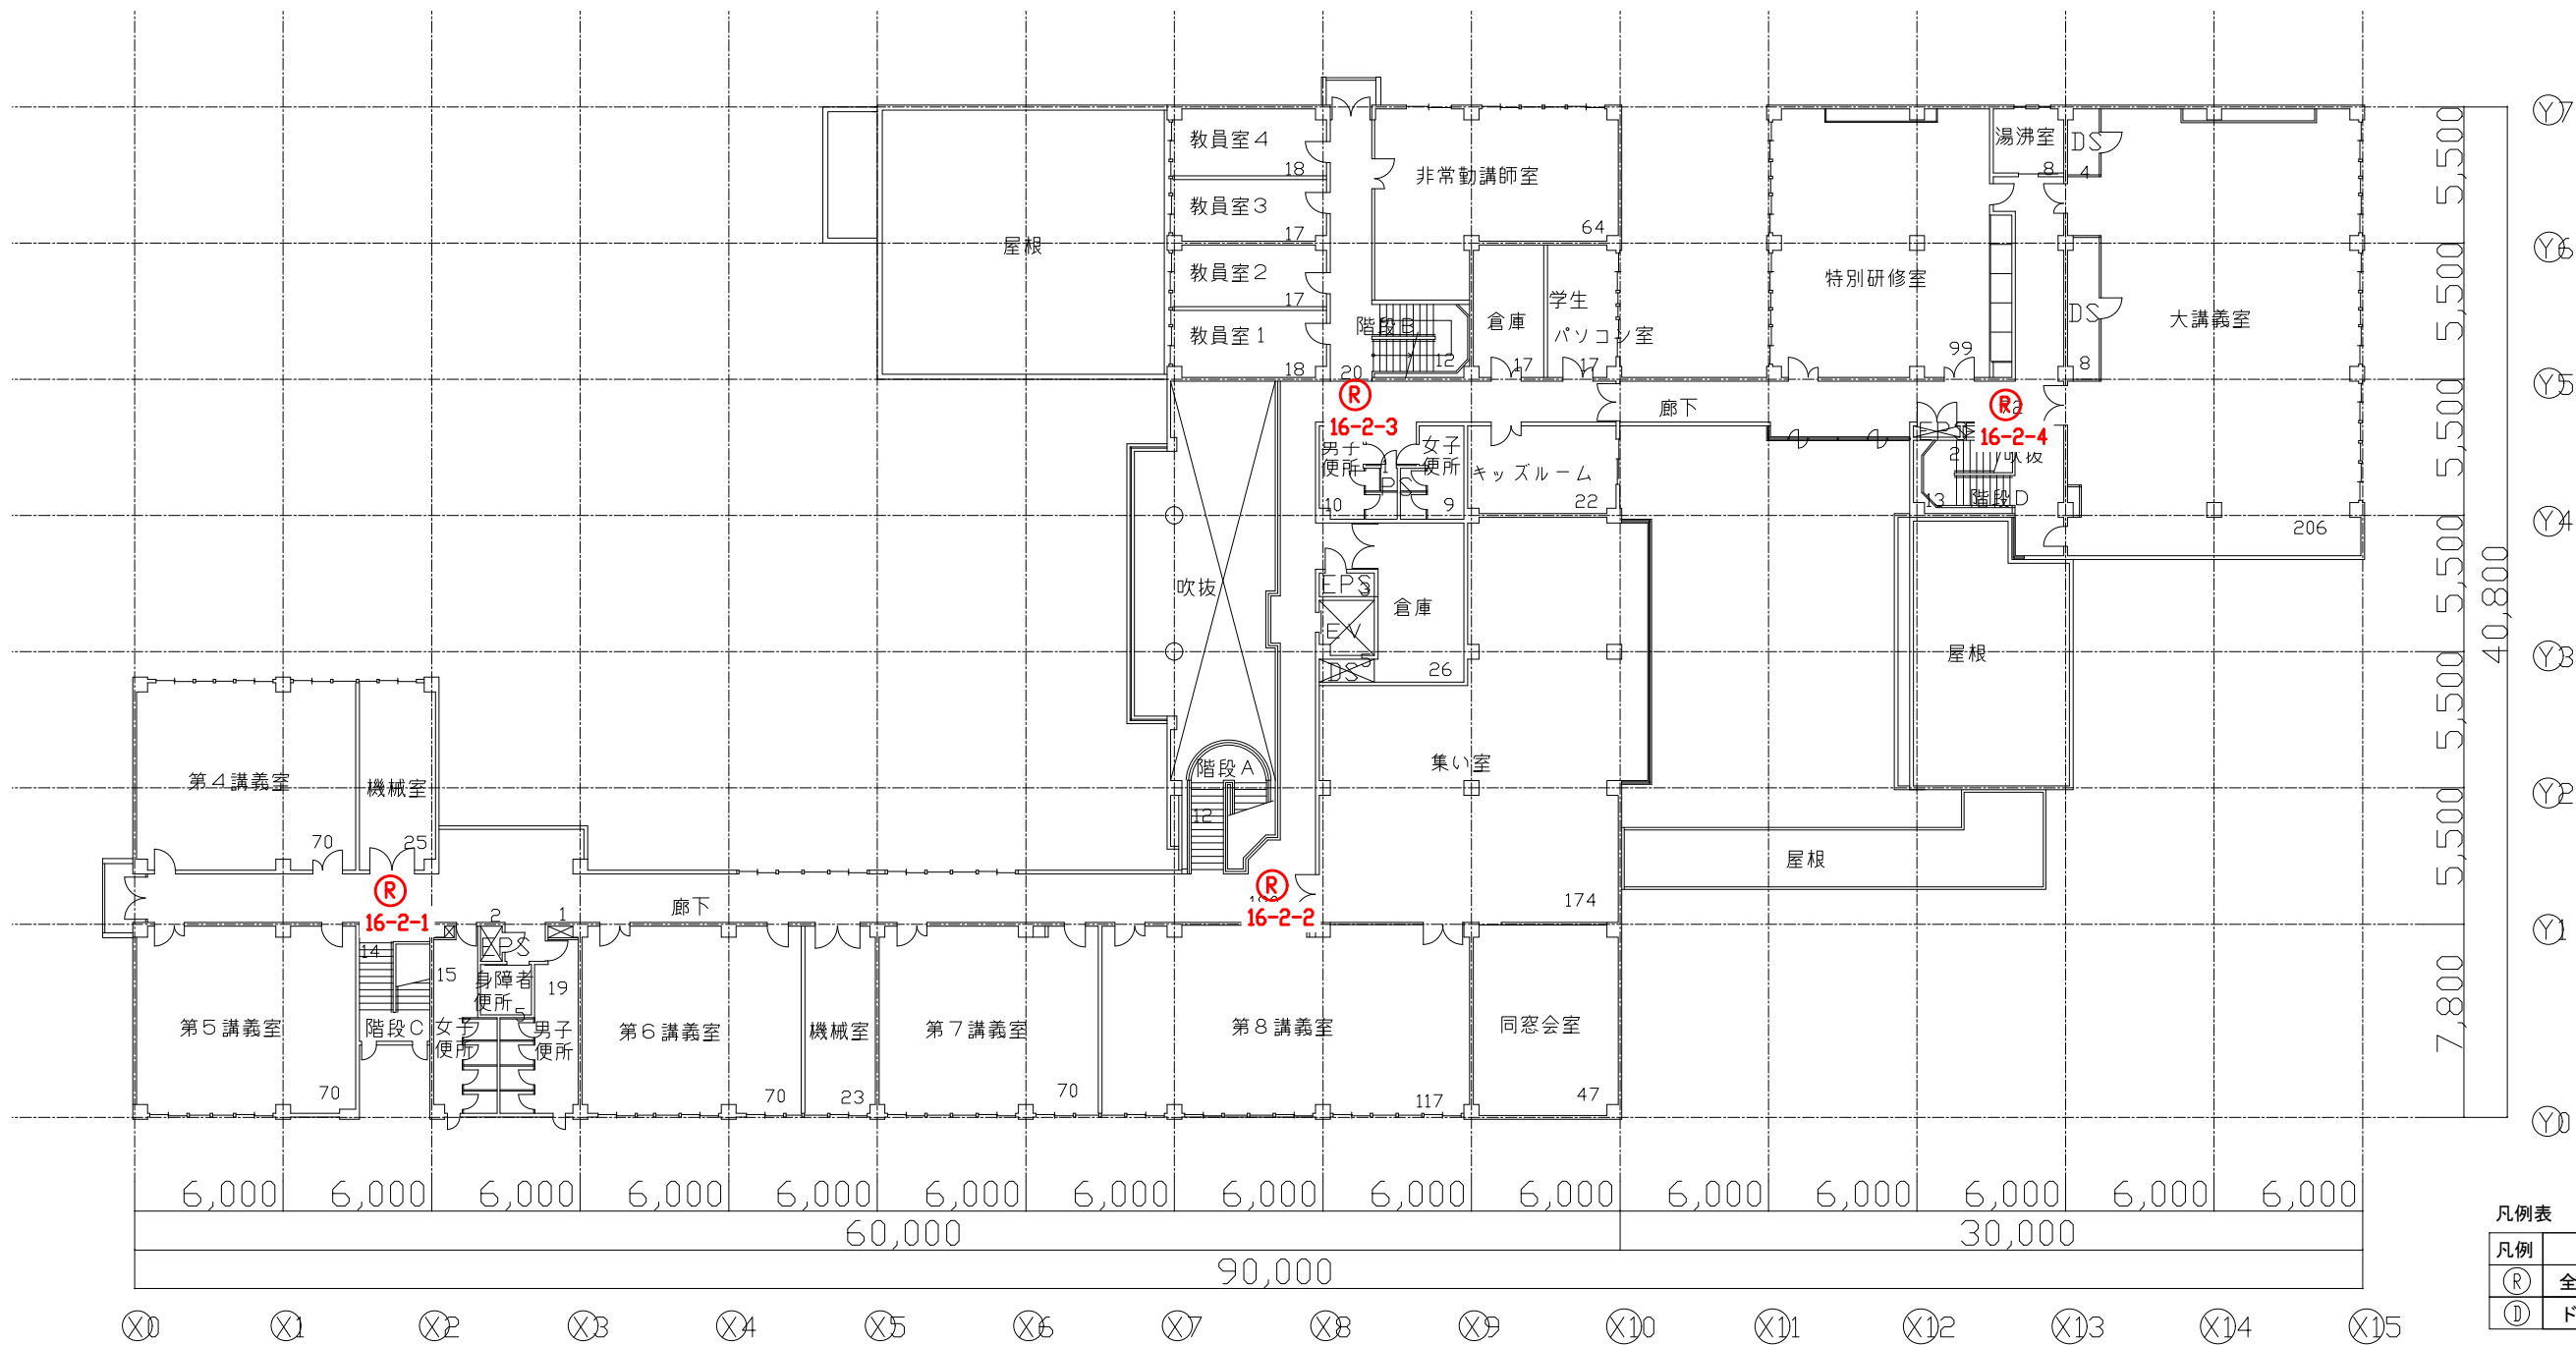 Y7
教員室4
18
湯沸室
8
DS
4
非常勤講師室
64
5,500
教員室3
17
屋根
Y6
教員室2
17
学生
パソコン室
17
倉庫
17
特別研修室
99
DS
8
大講義室
206
5,500
教員室1
18
階段B
12
20
Y5
R
16-2-3
廊下
R
16-2-4
男子
便所
10
1
PS
女子
便所
9
キッズルーム
22
2
吹抜
13
階段D
5,500
Y4
吹抜
EPS
3
EV
5
DS
倉庫
26
屋根
5,500
40,800
Y3
第4講義室
70
機械室
25
階段A
12
集い室
174
5,500
Y2
屋根
5,500
R
16-2-1
廊下
R
16-2-2
Y1
2
1
EPS
14
15
身障者
便所
5
19
第5講義室
70
階段C
女子
便所
男子
便所
第6講義室
70
機械室
23
第7講義室
70
第8講義室
117
同窓会室
47
7,800
Y0
6,000 6,000 6,000 6,000 6,000 6,000 6,000 6,000 6,000 6,000 6,000 6,000 6,000 6,000 6,000
60,000 30,000
90,000
X0 X1 X2 X3 X4 X5 X6 X7 X8 X9 X10 X11 X12 X13 X14 X15
凡例表
凡例
R 全
D ド